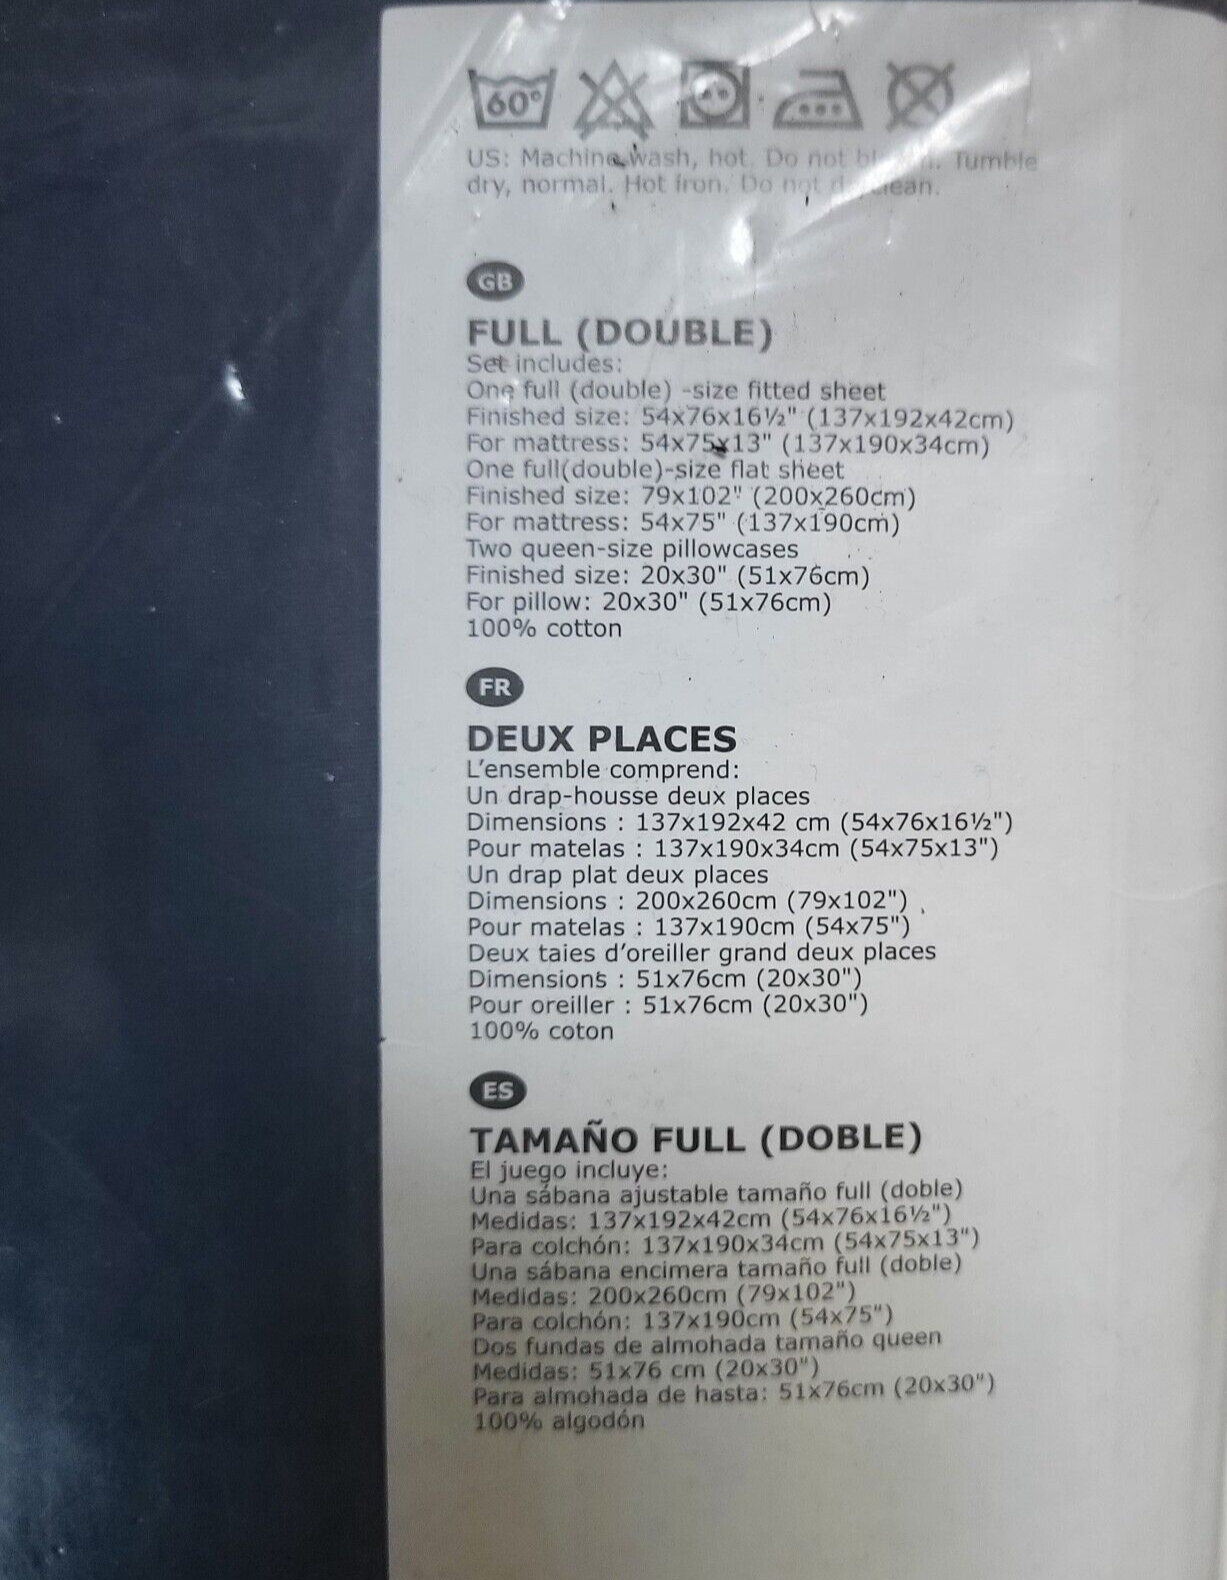 60°
US: Machine wash, hot. Do not bleach. Tumble
dry, normal. Hot iron. Do not dryclean.
GB
FULL (DOUBLE)
Set includes:
One full (double) -size fitted sheet
Finished size: 54x76x16½" (137x192x42cm)
For mattress: 54x75x13" (137x190x34cm)
One full(double)-size flat sheet
Finished size: 79x102" (200x260cm)
For mattress: 54x75" (137x190cm)
Two queen-size pillowcases
Finished size: 20x30" (51x76cm)
For pillow: 20x30" (51x76cm)
100% cotton
FR
DEUX PLACES
L'ensemble comprend:
Un drap-housse deux places
Dimensions : 137x192x42 cm (54x76x16½")
Pour matelas : 137x190x34cm (54x75x13")
Un drap plat deux places
Dimensions : 200x260cm (79x102")
Pour matelas : 137x190cm (54x75")
Deux taies d'oreiller grand deux places
Dimensions : 51x76cm (20x30")
Pour oreiller : 51x76cm (20x30")
100% coton
ES
TAMAÑO FULL (DOBLE)
El juego incluye:
Una sábana ajustable tamaño full (doble)
Medidas: 137x192x42cm (54x76x16½")
Para colchón: 137x190x34cm (54x75x13")
Una sábana encimera tamaño full (doble)
Medidas: 200x260cm (79x102")
Para colchón: 137x190cm (54x75")
Dos fundas de almohada tamaño queen
Medidas: 51x76 cm (20x30")
Para almohada de hasta: 51x76cm (20x30")
100% algodón